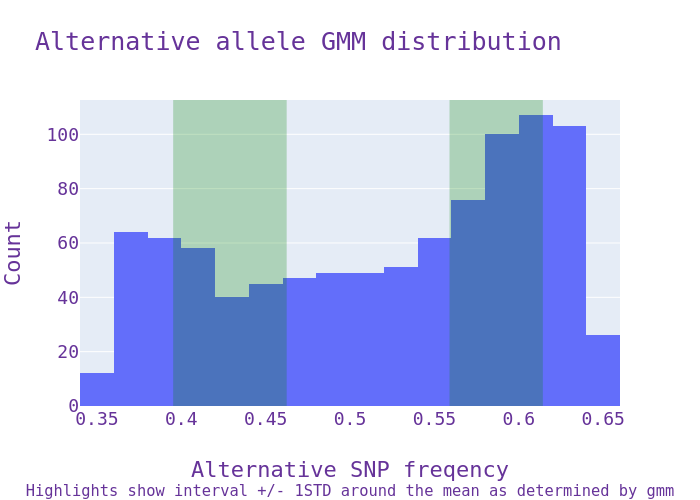 Alternative allele GMM distribution
100
80
60
40
20
0
Count
0.35 0.4 0.45 0.5 0.55 0.6 0.65
Alternative SNP freqency
Highlights show interval +/- 1STD around the mean as determined by gmm